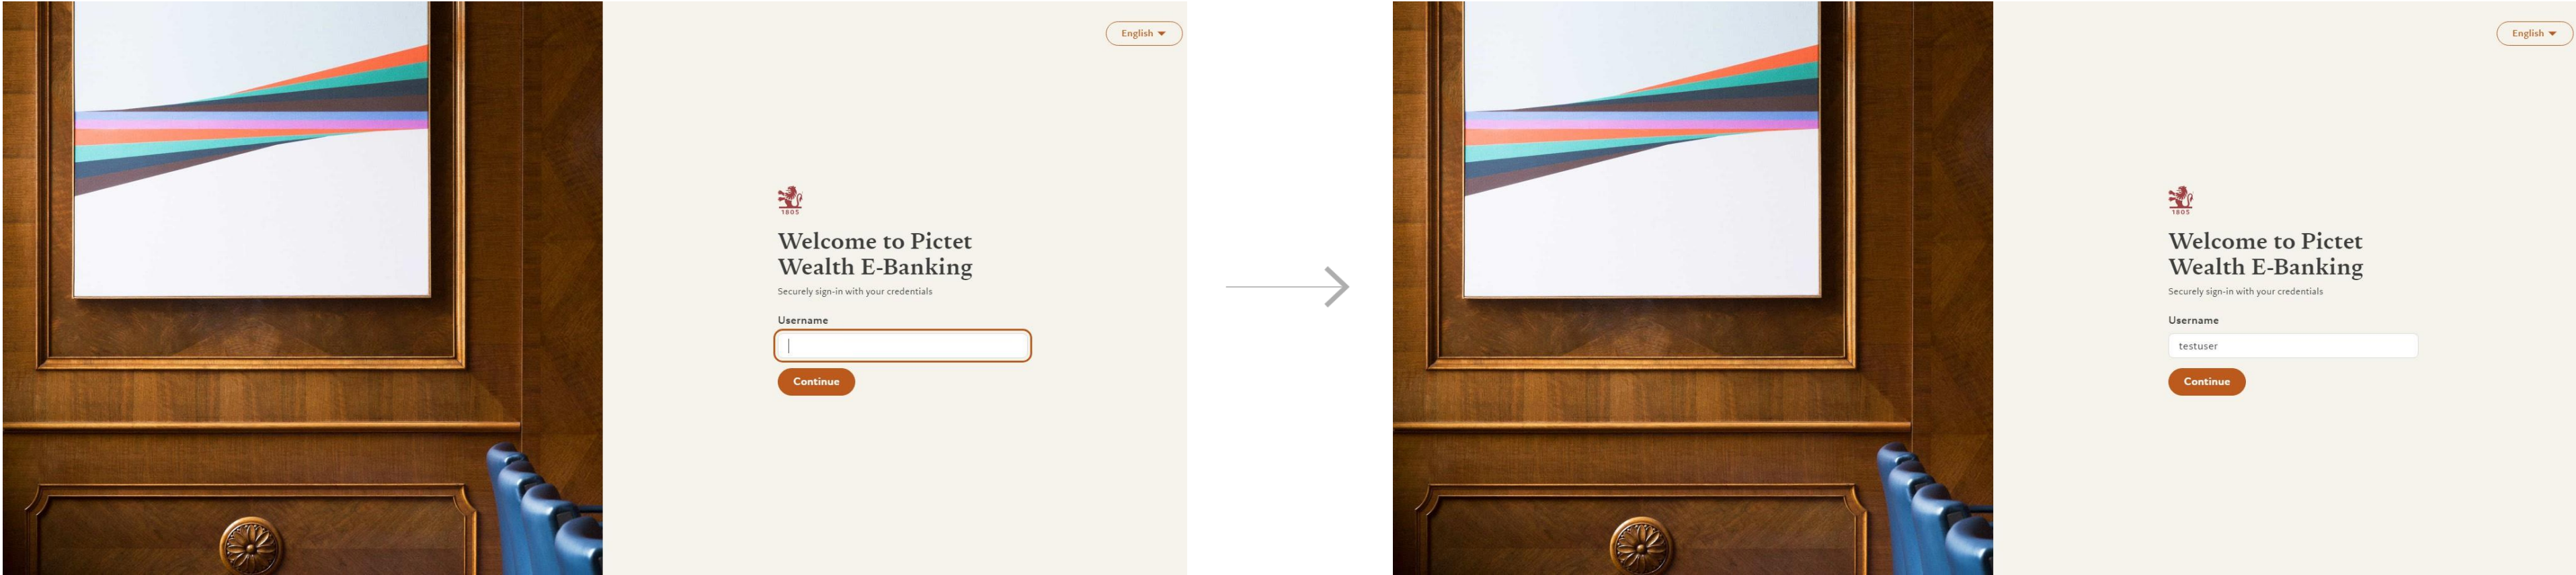 English
1805
Welcome to Pictet
Wealth E-Banking
Securely sign-in with your credentials
Username
Continue
English
1805
Welcome to Pictet
Wealth E-Banking
Securely sign-in with your credentials
Username
testuser
Continue